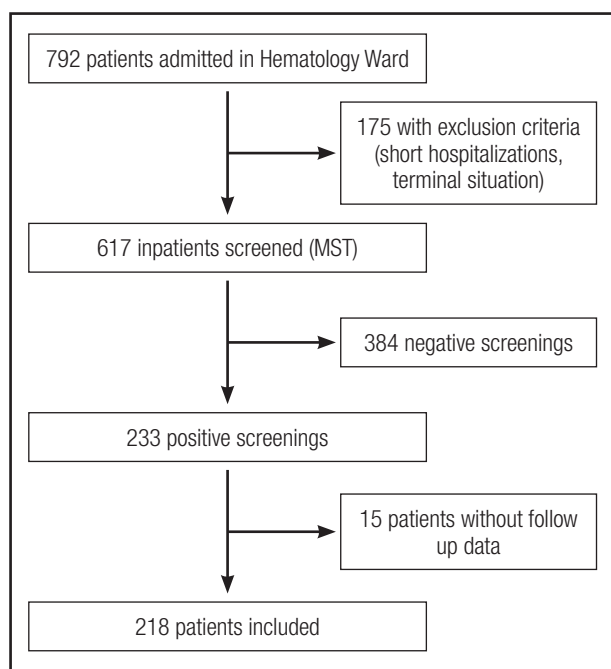 792 patients admitted in Hematology Ward
175 with exclusion criteria
(short hospitalizations,
terminal situation)
617 inpatients screened (MST)
384 negative screenings
233 positive screenings
15 patients without follow
up data
218 patients included